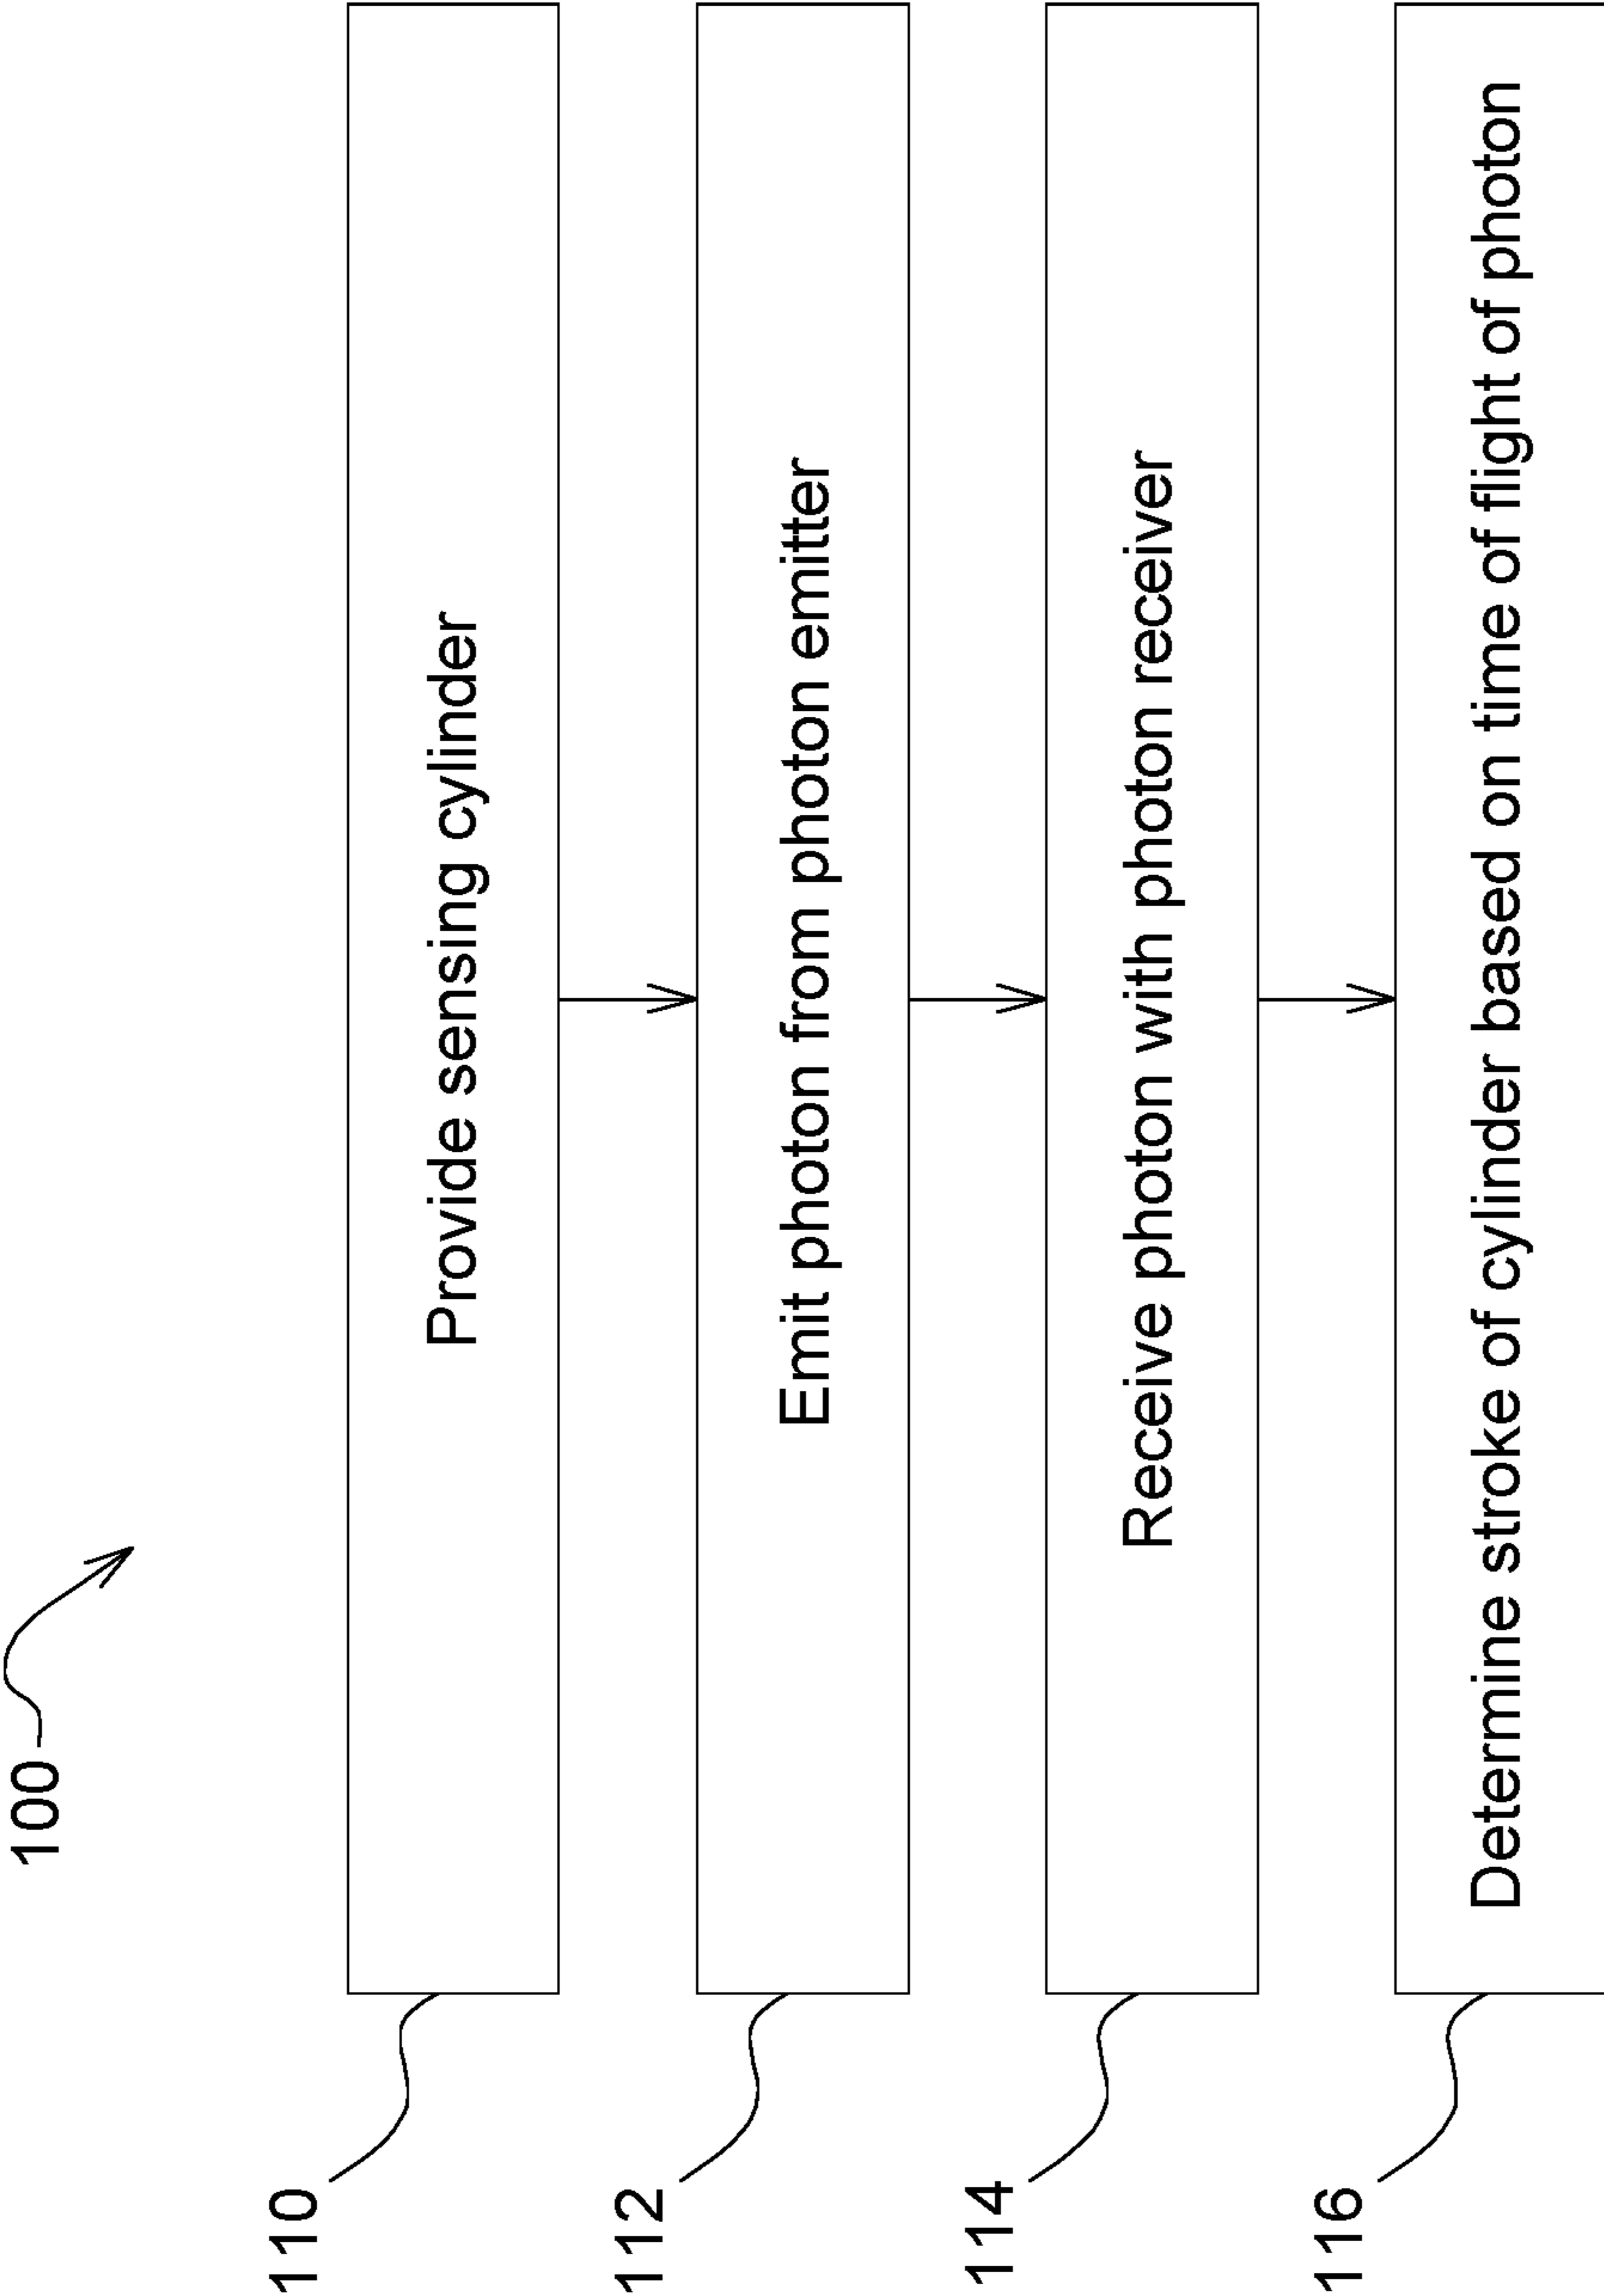 100
110
Provide sensing cylinder
112
Emit photon from photon emitter
114
Receive photon with photon receiver
116
Determine stroke of cylinder based on time of flight of photon